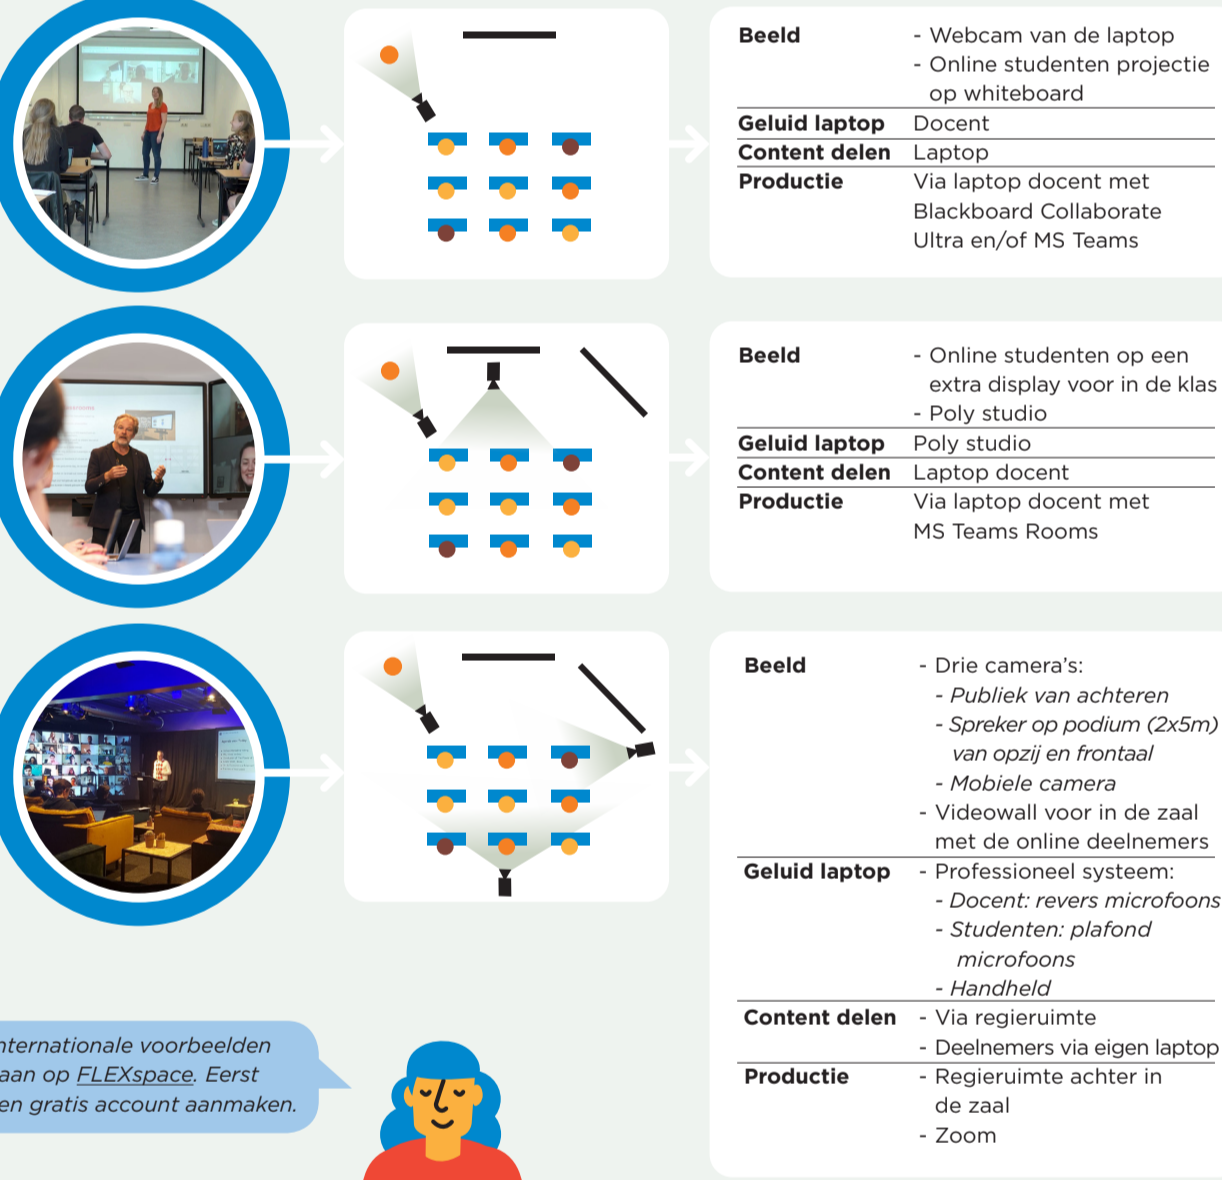 Beeld - Webcam van de laptop
- Online studenten projectie
op whiteboard
Geluid laptop Docent
Content delen Laptop
Productie Via laptop docent met
Blackboard Collaborate
Ultra en/of MS Teams
Beeld - Online studenten op een
extra display voor in de klas
- Poly studio
Geluid laptop Poly studio
Content delen Laptop docent
Productie Via laptop docent met
MS Teams Rooms
Beeld - Drie camera's:
- Publiek van achteren
- Spreker op podium (2x5m)
van opzij en frontaal
- Mobiele camera
- Videowall voor in de zaal
met de online deelnemers
Geluid laptop - Professioneel systeem:
- Docent: revers microfoons
- Studenten: plafond
microfoons
- Handheld
Content delen - Via regieruimte
- Deelnemers via eigen laptop
Productie - Regieruimte achter in
de zaal
- Zoom
nternationale voorbeelden
aan op FLEXspace. Eerst
en gratis account aanmaken.